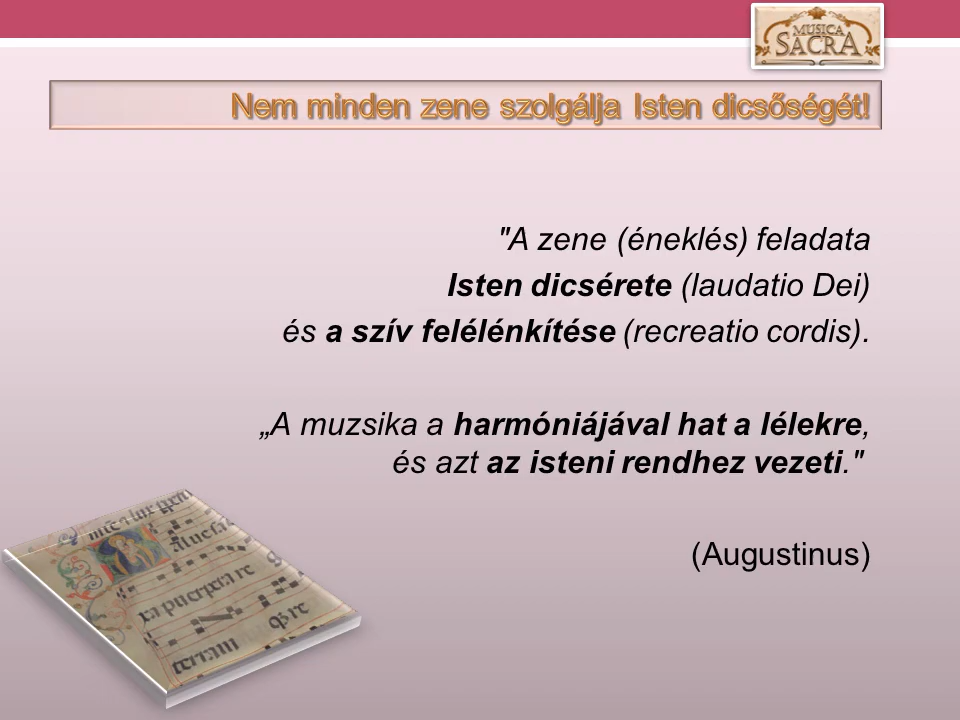 MUSICA
SACRA
Nem minden zene szolgálja Isten dicsőségét!
"A zene (éneklés) feladata
Isten dicsérete (laudatio Dei)
és a szív felélénkítése (recreatio cordis).
„A muzsika a harmóniájával hat a lélekre,
és azt az isteni rendhez vezeti."
(Augustinus)
terram